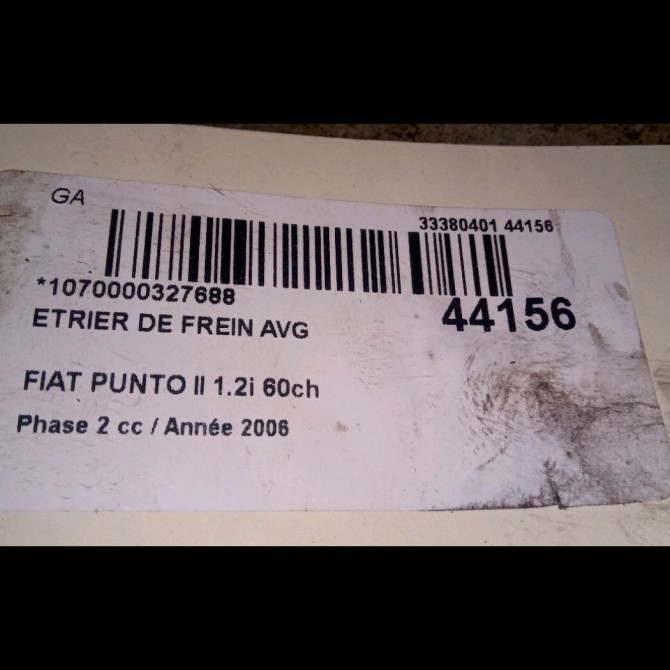 GA
33380401 44156
*1070000327688
44156
ETRIER DE FREIN AVG
FIAT PUNTO II 1.2i 60ch
Phase 2 cc / Année 2006